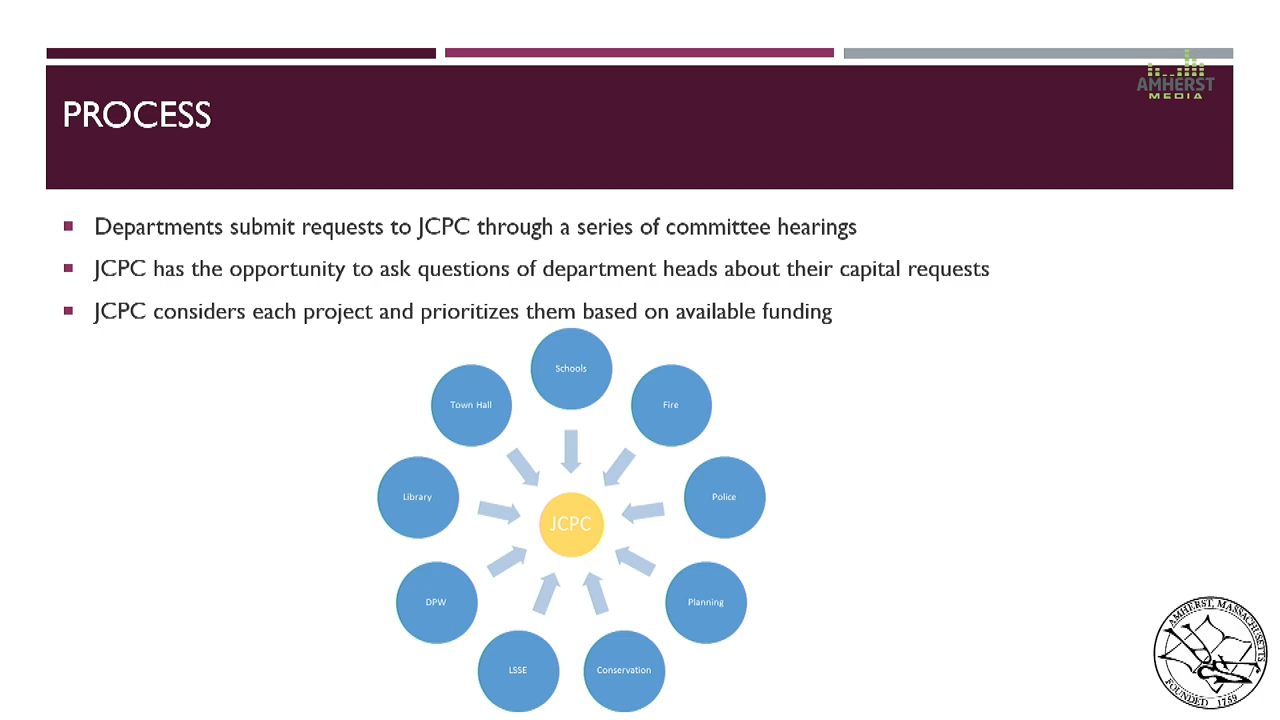 AMHERST
MEDIA
PROCESS
Departments submit requests to JCPC through a series of committee hearings
JCPC has the opportunity to ask questions of department heads about their capital requests
JCPC considers each project and prioritizes them based on available funding
Schools
Town Hall
Fire
Library
Police
JCPC
DPW
Planning
LSSE
Conservation
AMHERST, MASSACHUSETTS
FOUNDED 1759